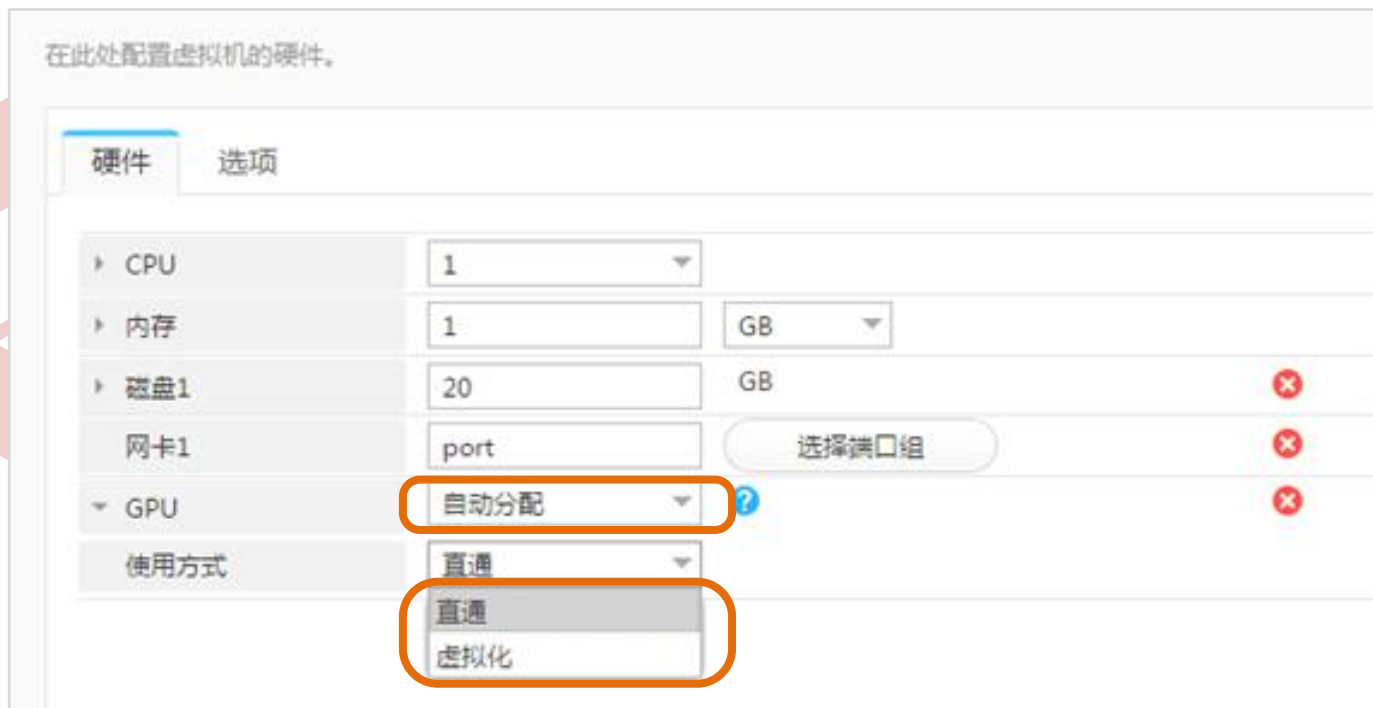 在此处配置虚拟机的硬件。
硬件 选项
CPU 1
内存 1 GB
磁盘1 20 GB
网卡1 port 选择端口组
GPU 自动分配 ?
使用方式 直通
直通
虚拟化